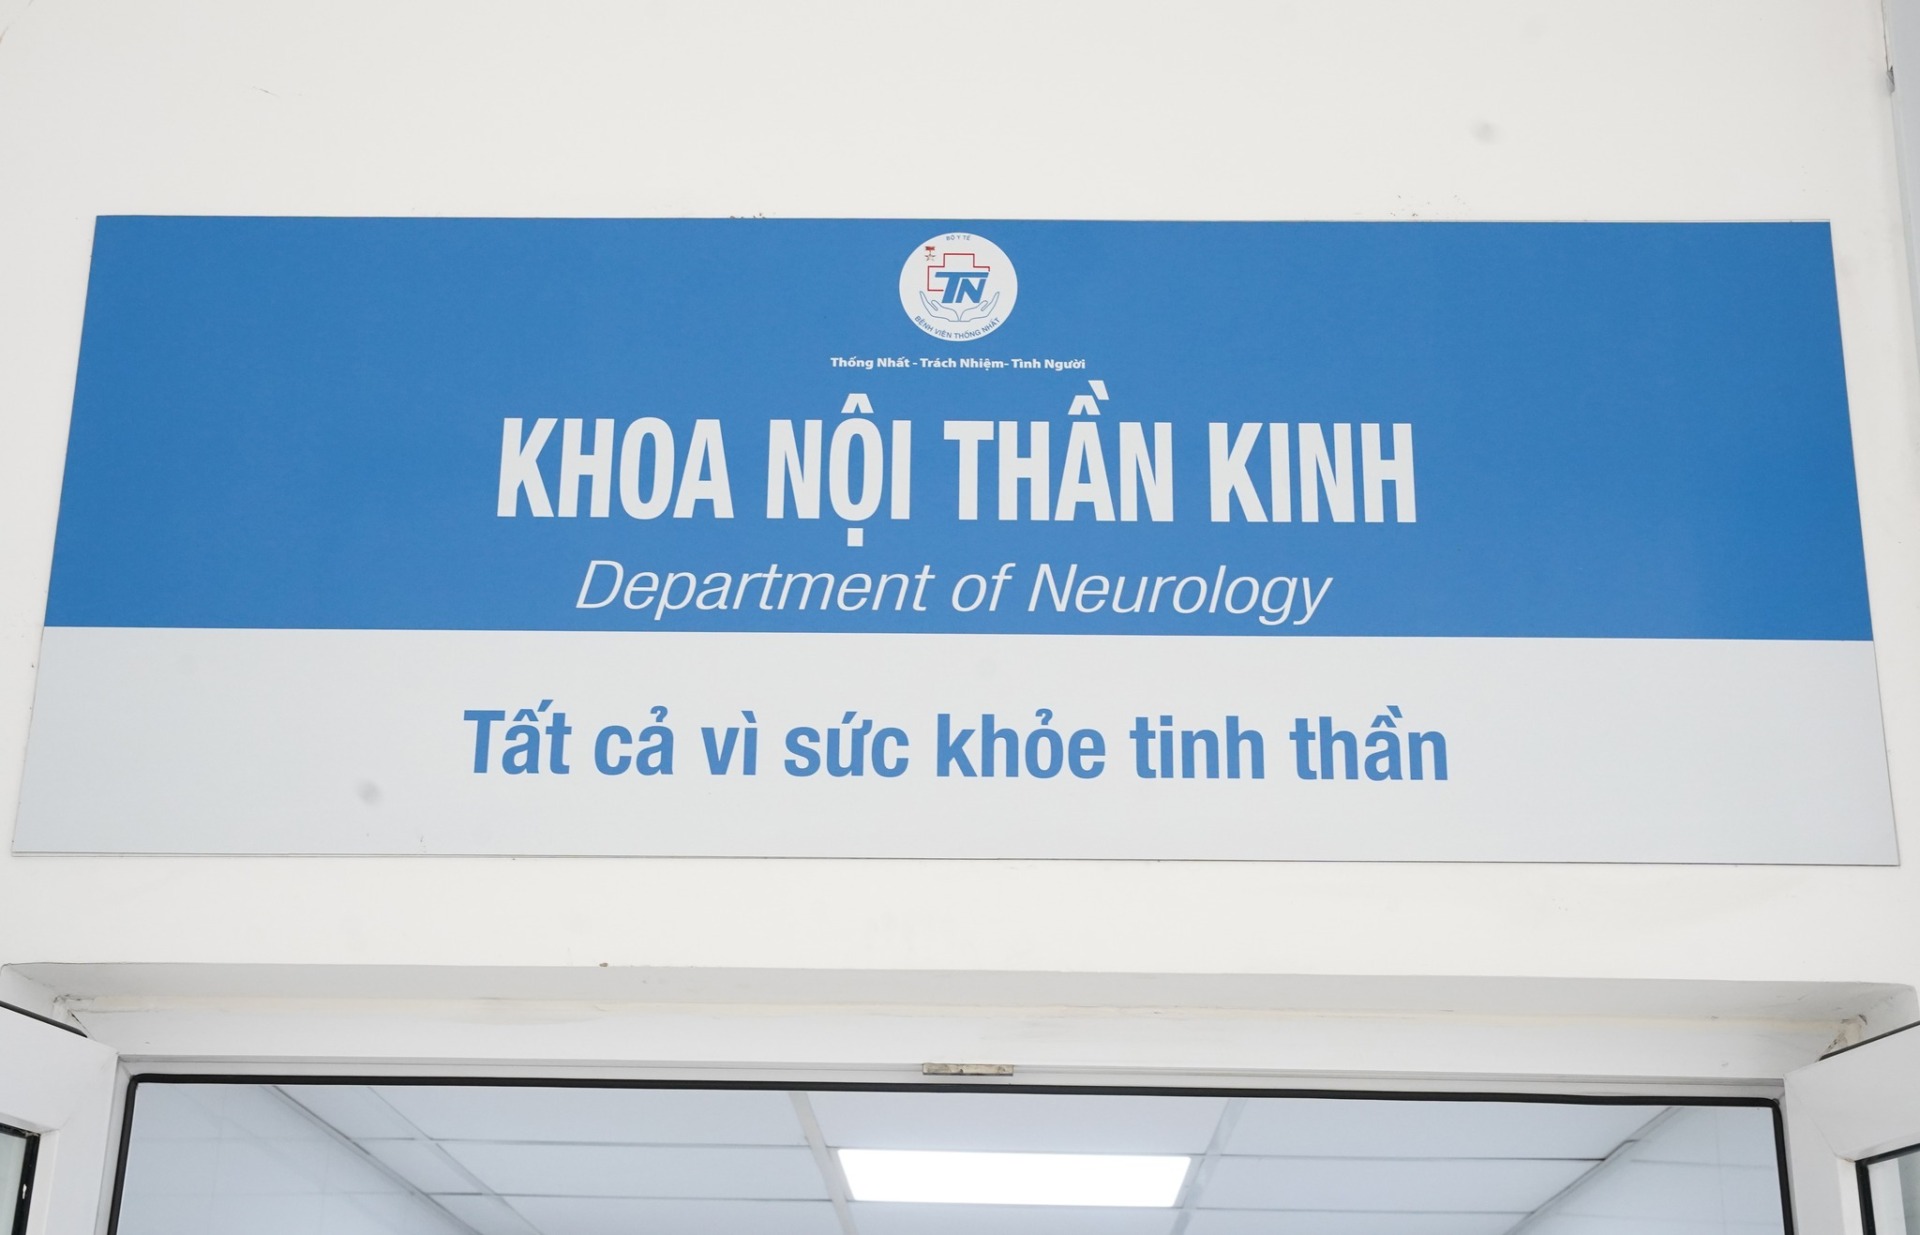 BỘ Y TẾ
TN
BỆNH VIỆN THỐNG NHẤT
Thống Nhất - Trách Nhiệm- Tình Người
KHOA NỘI THẦN KINH
Department of Neurology
Tất cả vì sức khỏe tinh thần